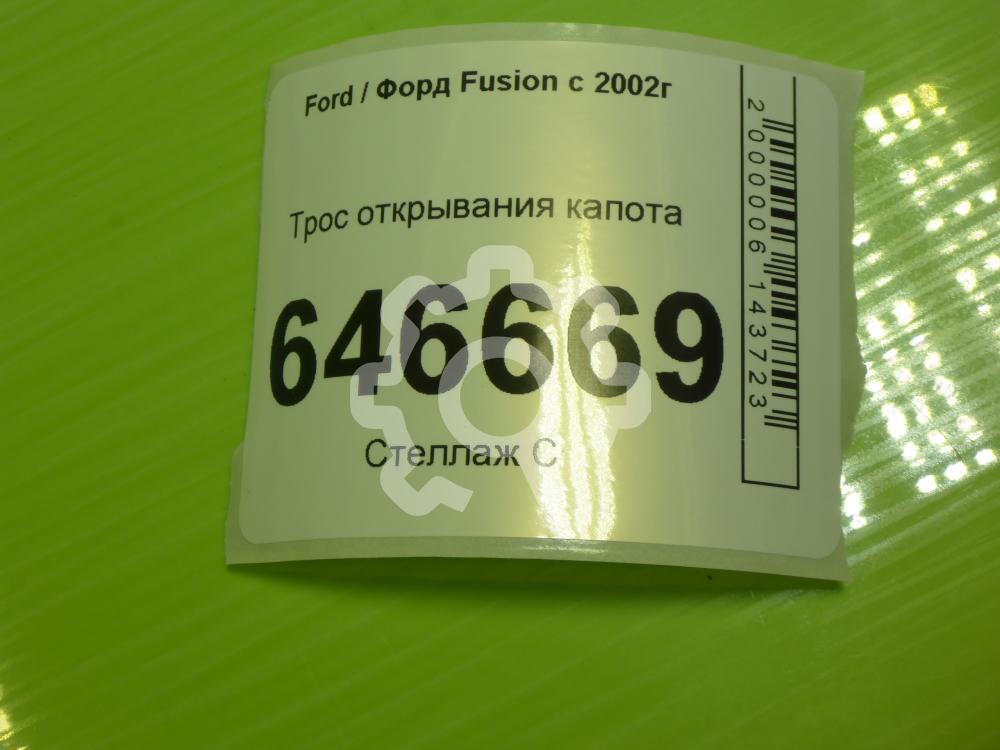 Ford / Форд Fusion с 2002г
Трос открывания капота
646669
Стеллаж С
2000006143723